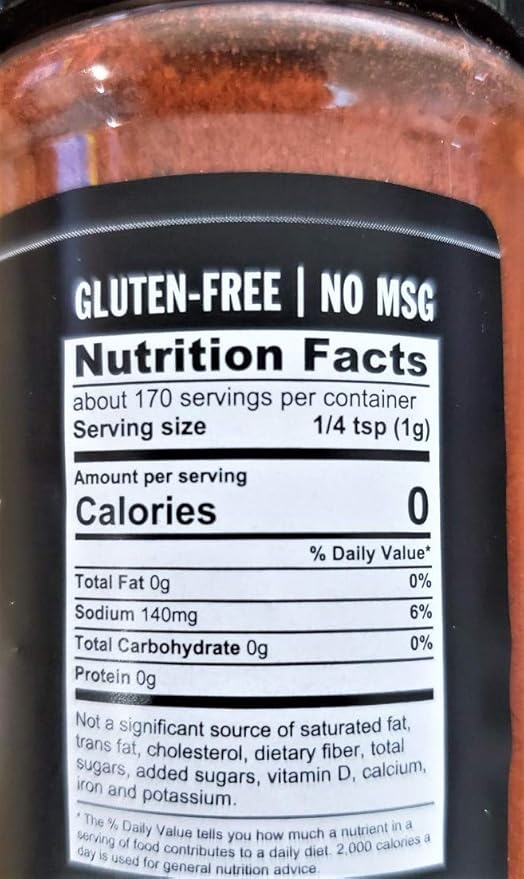 GLUTEN-FREE | NO MSG
Nutrition Facts
about 170 servings per container
Serving size 1/4 tsp (1g)
Amount per serving
Calories 0
% Daily Value*
Total Fat 0g 0%
Sodium 140mg 6%
Total Carbohydrate 0g 0%
Protein 0g
Not a significant source of saturated fat,
trans fat, cholesterol, dietary fiber, total
sugars, added sugars, vitamin D, calcium,
iron and potassium.
* The % Daily Value tells you how much a nutrient in a
serving of food contributes to a daily diet. 2,000 calories a
day is used for general nutrition advice.